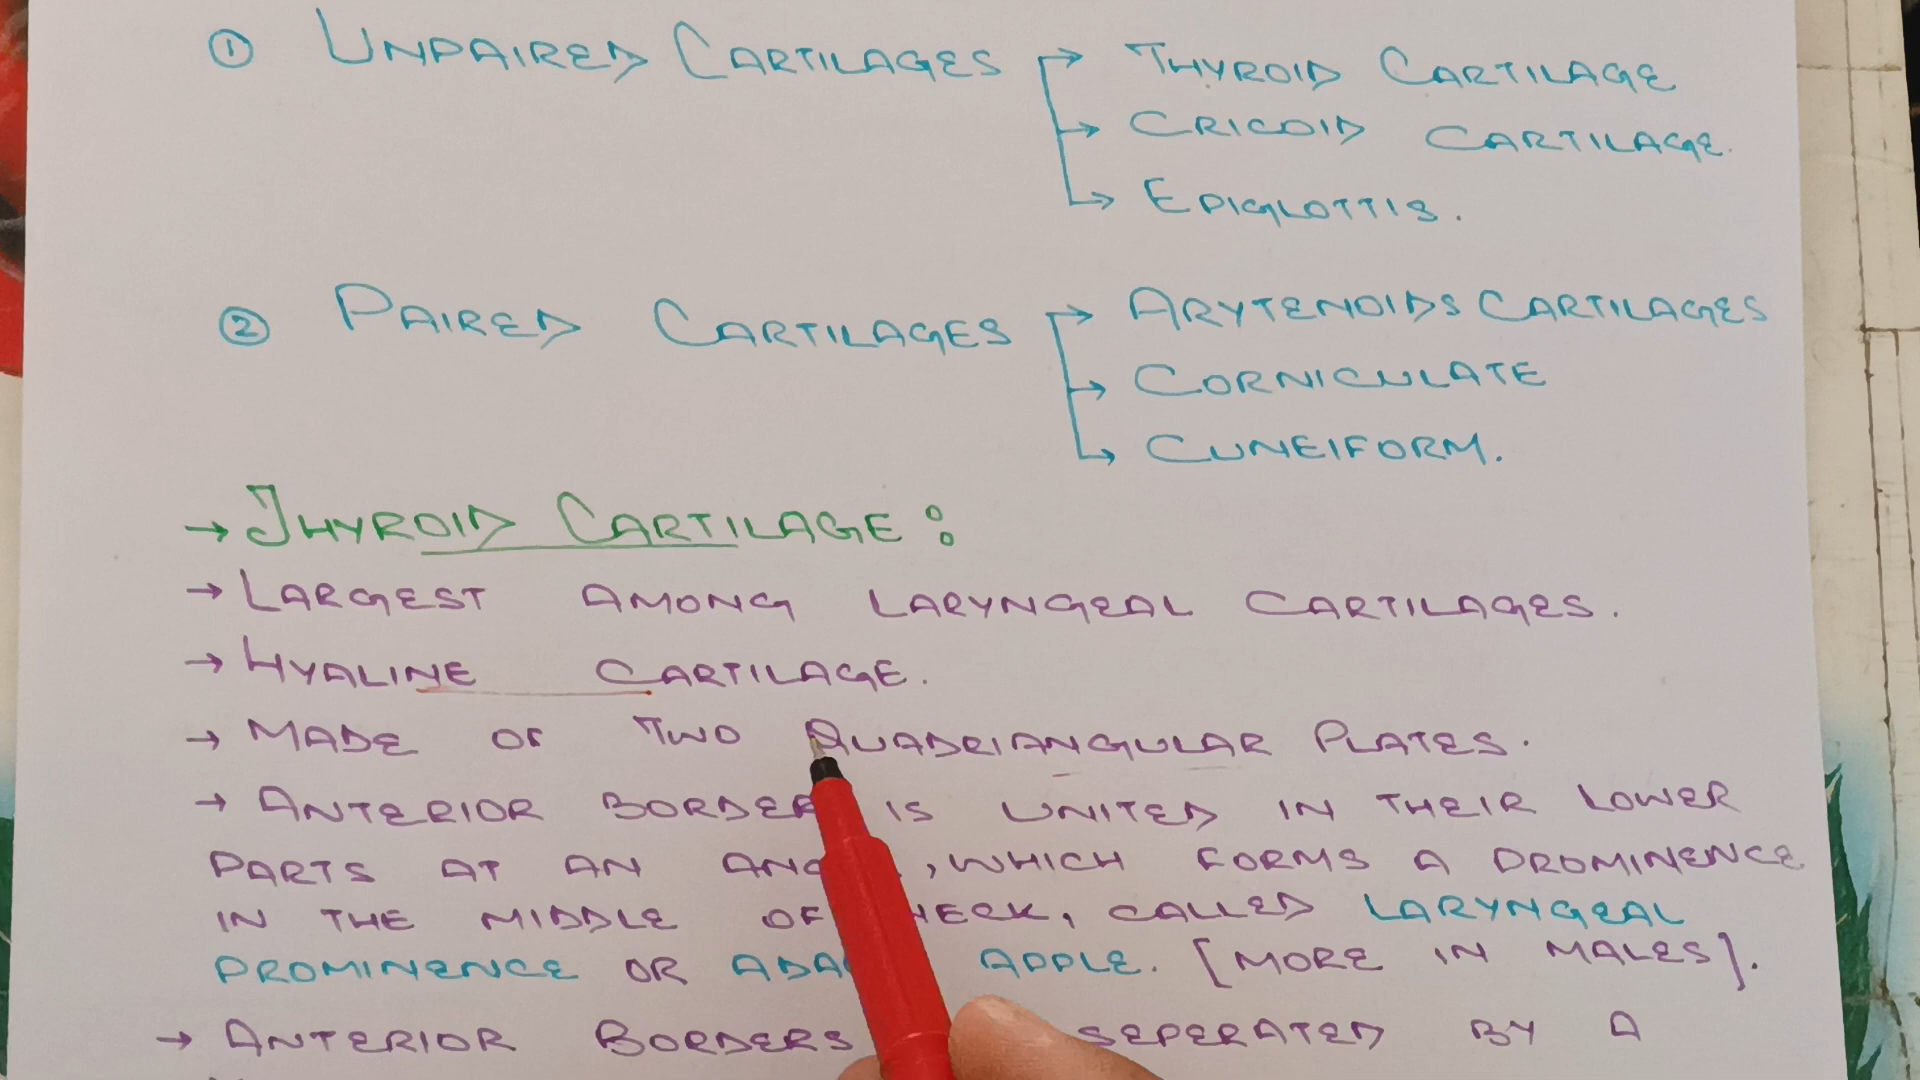 ① UNPAIRED CARTILAGES → THYROID CARTILAGE
→ CRICOID CARTILAGE.
→ EPIGLOTTIS.
② PAIRED CARTILAGES → ARYTENOIDS CARTILAGES
→ CORNICULATE
→ CUNEIFORM.
→ THYROID CARTILAGE:
→ LARGEST AMONG LARYNGEAL CARTILAGES.
→ HYALINE CARTILAGE.
→ MADE OF TWO QUADRIANGULAR PLATES.
→ ANTERIOR BORDER IS UNITED IN THEIR LOWER
PARTS AT AN , WHICH FORMS A PROMINENCE
IN THE MIDDLE OF NECK, CALLED LARYNGEAL
PROMINENCE OR APPLE. [MORE IN MALES].
→ ANTERIOR BORDERS SEPERATED BY A